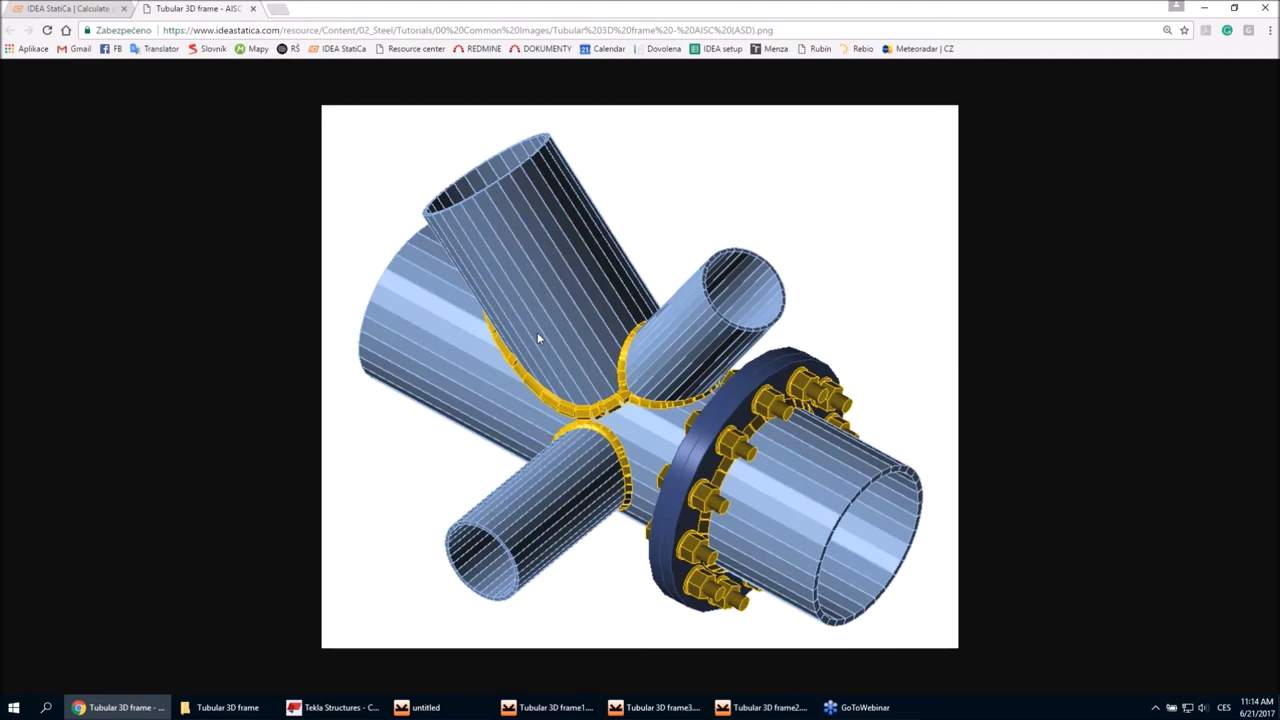 IDEA StatiCa | Calculate
Tubular 3D frame - AISC
Zabezpečeno
https://www.ideastatica.com/resource/Content/02_Steel/Tutorials/00%20Common%20Images/Tubular%203D%20frame%20-%20AISC%20(ASD).png
Aplikace
Gmail
FB
Translator
Slovník
Mapy
RŠ
IDEA StatiCa
Resource center
REDMINE
DOKUMENTY
Calendar
Dovolena
IDEA setup
Menza
Rubín
Rebio
Meteoradar | CZ
Tubular 3D frame - ...
Tubular 3D frame
Tekla Structures - C...
untitled
Tubular 3D frame1....
Tubular 3D frame3....
Tubular 3D frame2....
GoToWebinar
CES
11:14 AM
6/21/2017